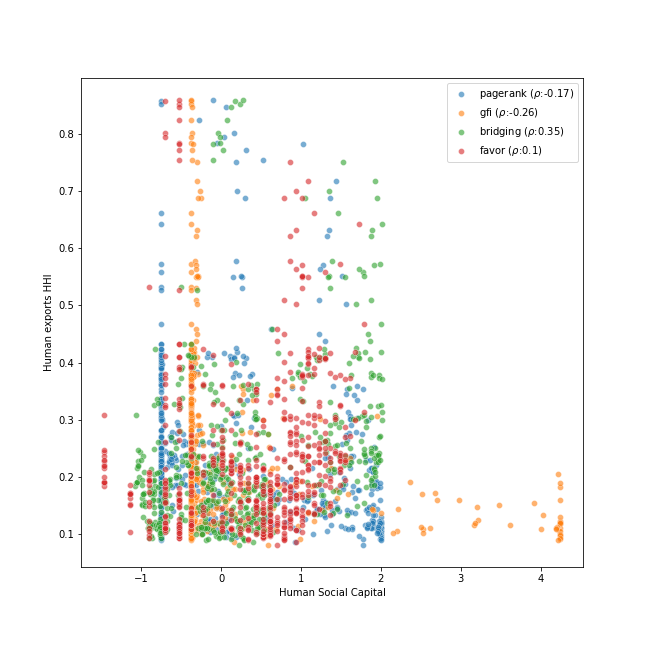 pagerank (ρ:-0.17)
gfi (ρ:-0.26)
bridging (ρ:0.35)
favor (ρ:0.1)
Human exports HHI
0.8
0.7
0.6
0.5
0.4
0.3
0.2
0.1
−1 0 1 2 3 4
Human Social Capital